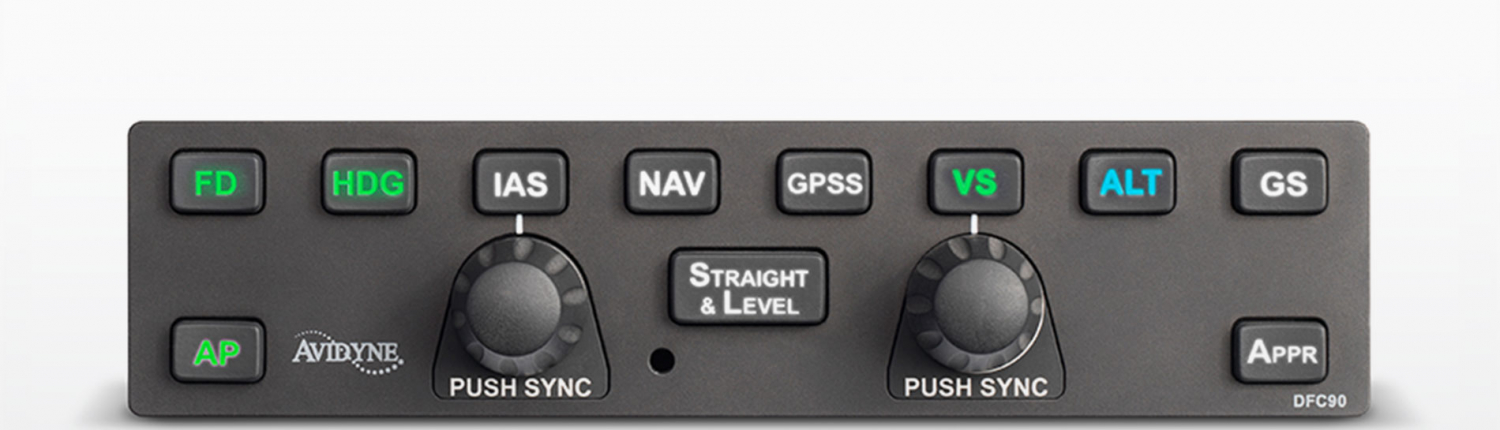 FD HDG IAS NAV GPSS VS ALT GS
STRAIGHT
& LEVEL
AP AVIDYNE APPR
PUSH SYNC PUSH SYNC
DFC90